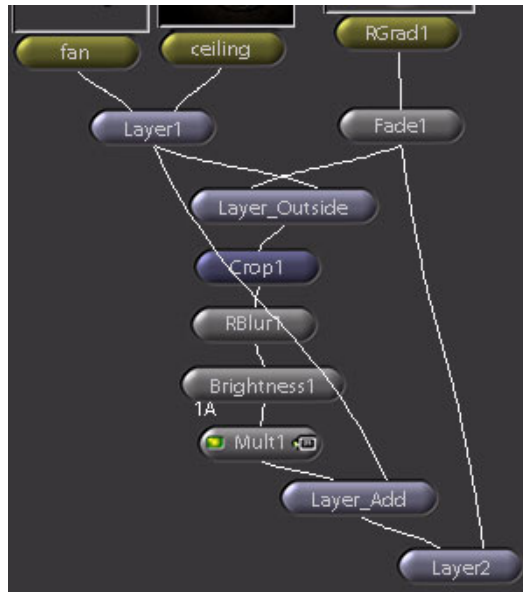 fan
ceiling
RGrad1
Layer1
Fade1
Layer_Outside
Crop1
RBlur1
Brightness1
1A
Mult1
Layer_Add
Layer2